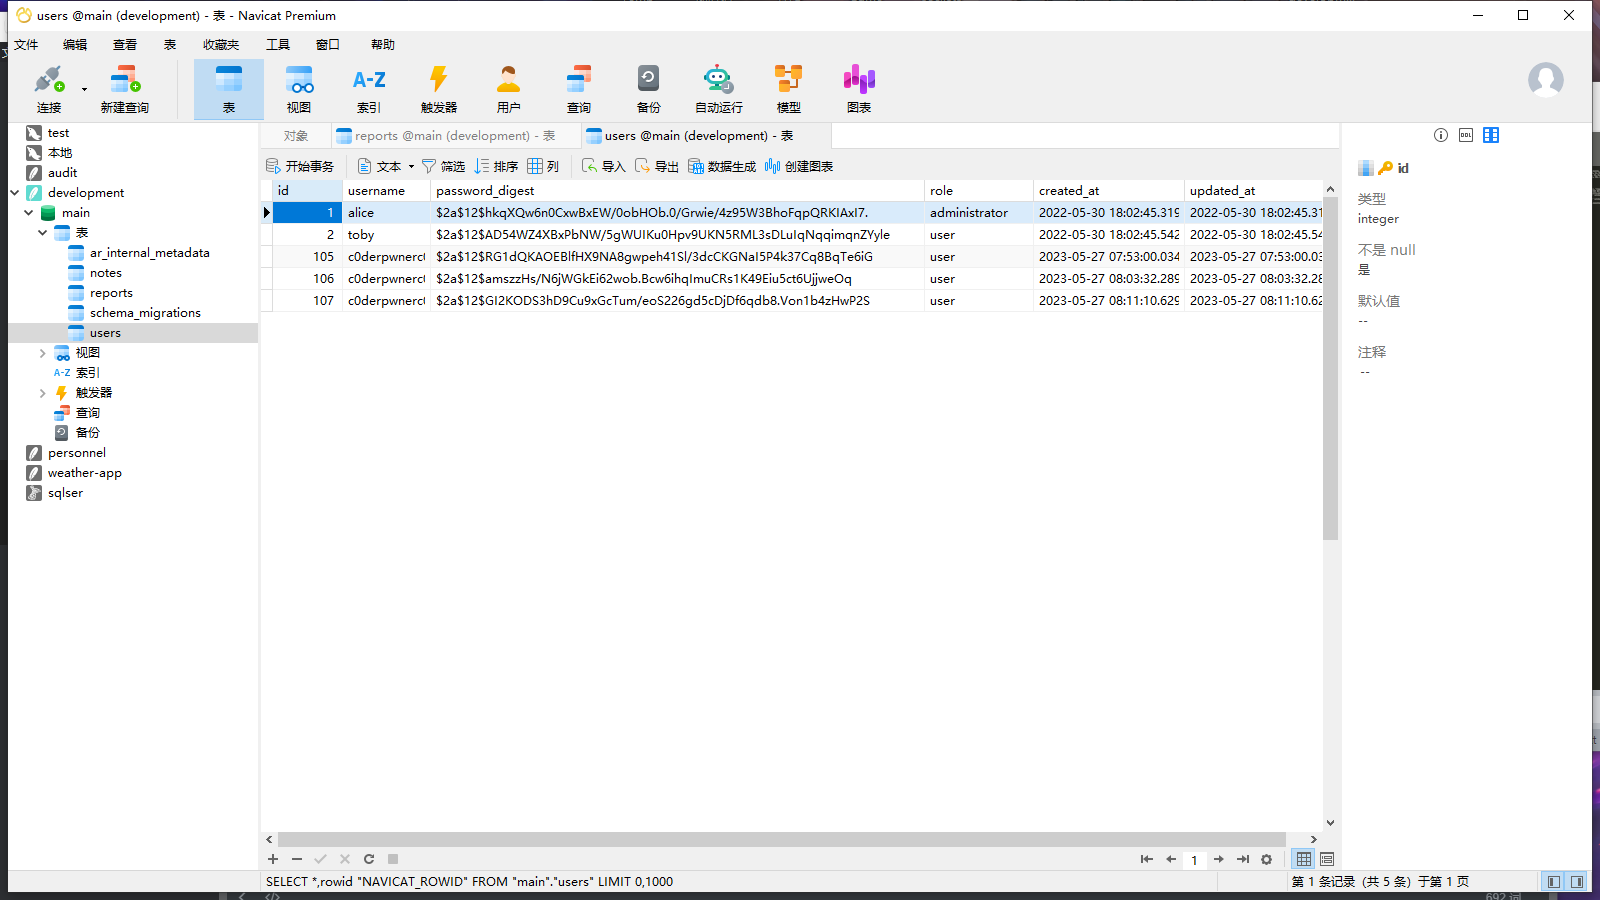 users @main (development) - 表 - Navicat Premium
文件 编辑 查看 表 收藏夹 工具 窗口 帮助
连接 新建查询 表 视图 A-Z 索引 触发器 用户 查询 备份 自动运行 模型 图表
test
本地
audit
development
main
表
ar_internal_metadata
notes
reports
schema_migrations
users
视图
A-Z 索引
触发器
查询
备份
personnel
weather-app
sqlser
对象 reports @main (development) - 表 users @main (development) - 表
开始事务 文本 筛选 排序 列 导入 导出 数据生成 创建图表
id username password_digest role created_at updated_at
1 alice $2a$12$hkqXQw6n0CxwBxEW/0obHOb.0/Grwie/4z95W3BhoFqpQRKIAxI7. administrator 2022-05-30 18:02:45.319 2022-05-30 18:02:45.31
2 toby $2a$12$AD54WZ4XBxPbNW/5gWUIKu0Hpv9UKN5RML3sDLuIqNqqimqnZYyle user 2022-05-30 18:02:45.542 2022-05-30 18:02:45.54
105 c0derpwnerc $2a$12$RG1dQKAOEBlfHX9NA8gwpeh41Sl/3dcCKGNaI5P4k37Cq8BqTe6iG user 2023-05-27 07:53:00.034 2023-05-27 07:53:00.03
106 c0derpwnerc $2a$12$amszzHs/N6jWGkEi62wob.Bcw6ihqImuCRs1K49Eiu5ct6UjjweOq user 2023-05-27 08:03:32.289 2023-05-27 08:03:32.28
107 c0derpwnerc $2a$12$GI2KODS3hD9Cu9xGcTum/eoS226gd5cDjDf6qdb8.Von1b4zHwP2S user 2023-05-27 08:11:10.629 2023-05-27 08:11:10.62
DDL
id
类型
integer
不是 null
是
默认值
--
注释
--
1
SELECT *,rowid "NAVICAT_ROWID" FROM "main"."users" LIMIT 0,1000
第 1 条记录 (共 5 条) 于第 1 页